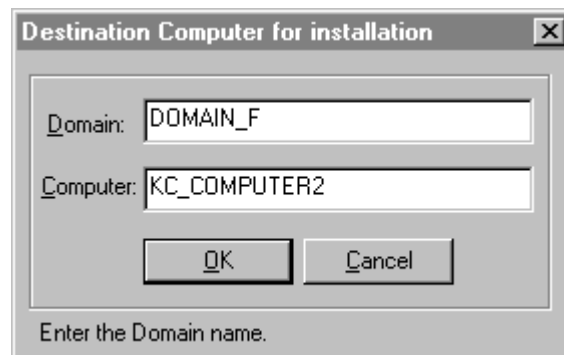 Destination Computer for installation
Domain: DOMAIN_F
Computer: KC_COMPUTER2
OK Cancel
Enter the Domain name.